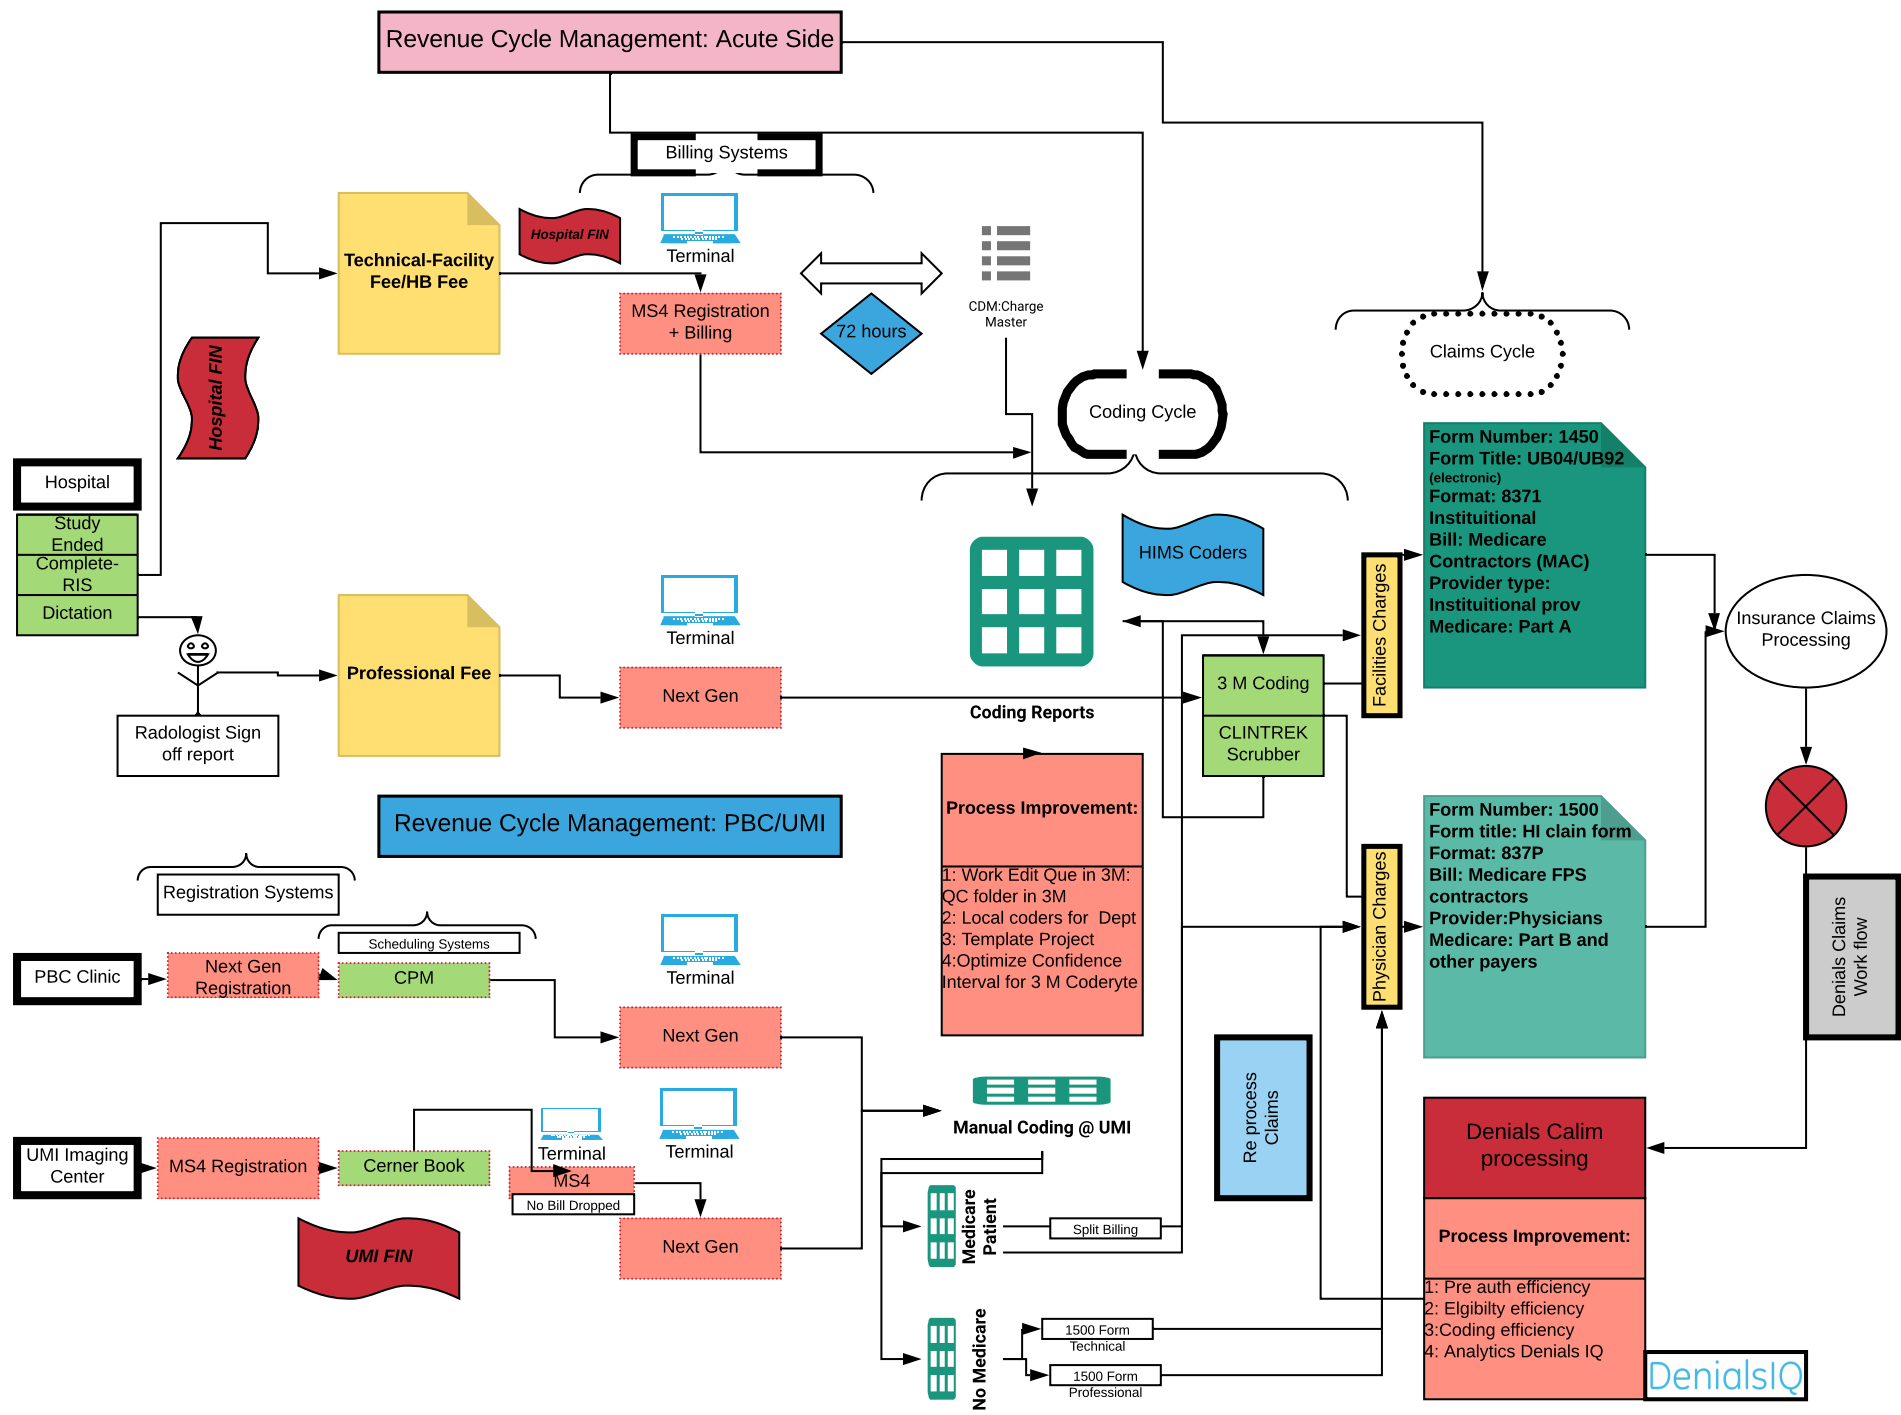 Revenue Cycle Management: Acute Side
Billing Systems
Hospital FIN
Terminal
Technical-Facility
Fee/HB Fee
MS4 Registration
+ Billing
72 hours
CDM:Charge
Master
Claims Cycle
Coding Cycle
Hospital FIN
Hospital
Study
Ended
Complete-
RIS
Dictation
Radologist Sign
off report
Professional Fee
Terminal
Next Gen
HIMS Coders
Coding Reports
3 M Coding
CLINTREK
Scrubber
Facilities Charges
Form Number: 1450
Form Title: UB04/UB92
(electronic)
Format: 8371
Instituitional
Bill: Medicare
Contractors (MAC)
Provider type:
Instituitional prov
Medicare: Part A
Insurance Claims
Processing
Revenue Cycle Management: PBC/UMI
Process Improvement:
1: Work Edit Que in 3M:
QC folder in 3M
2: Local coders for  Dept
3: Template Project
4:Optimize Confidence
Interval for 3 M Coderyte
Physician Charges
Form Number: 1500
Form title: HI clain form
Format: 837P
Bill: Medicare FPS
contractors
Provider:Physicians
Medicare: Part B and
other payers
Denials Claims
Work flow
Registration Systems
Scheduling Systems
PBC Clinic
Next Gen
Registration
CPM
Terminal
Next Gen
UMI Imaging
Center
MS4 Registration
Cerner Book
Terminal
MS4
No Bill Dropped
Terminal
Next Gen
UMI FIN
Manual Coding @ UMI
Medicare
Patient
Split Billing
No Medicare
1500 Form
Technical
1500 Form
Professional
Re process
Claims
Denials Calim
processing
Process Improvement:
1: Pre auth efficiency
2: Elgibilty efficiency
3:Coding efficiency
4: Analytics Denials IQ
DenialsIQ